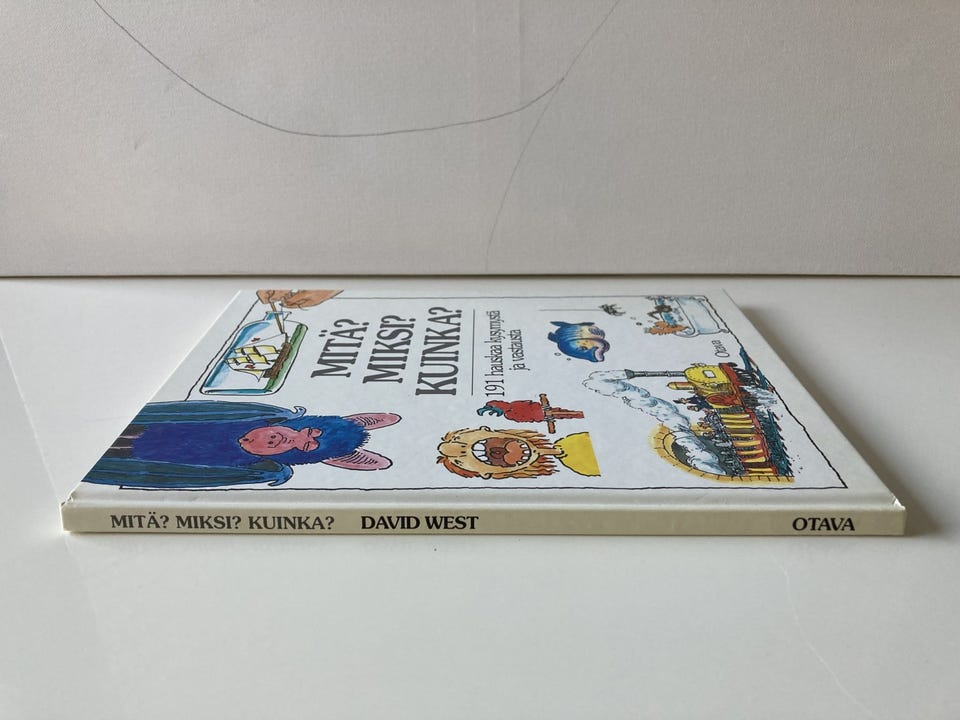 MITÄ?
MIKSI?
KUINKA?
191 hauskaa kysymystä
ja vastausta
Otava
MITÄ? MIKSI? KUINKA? DAVID WEST OTAVA